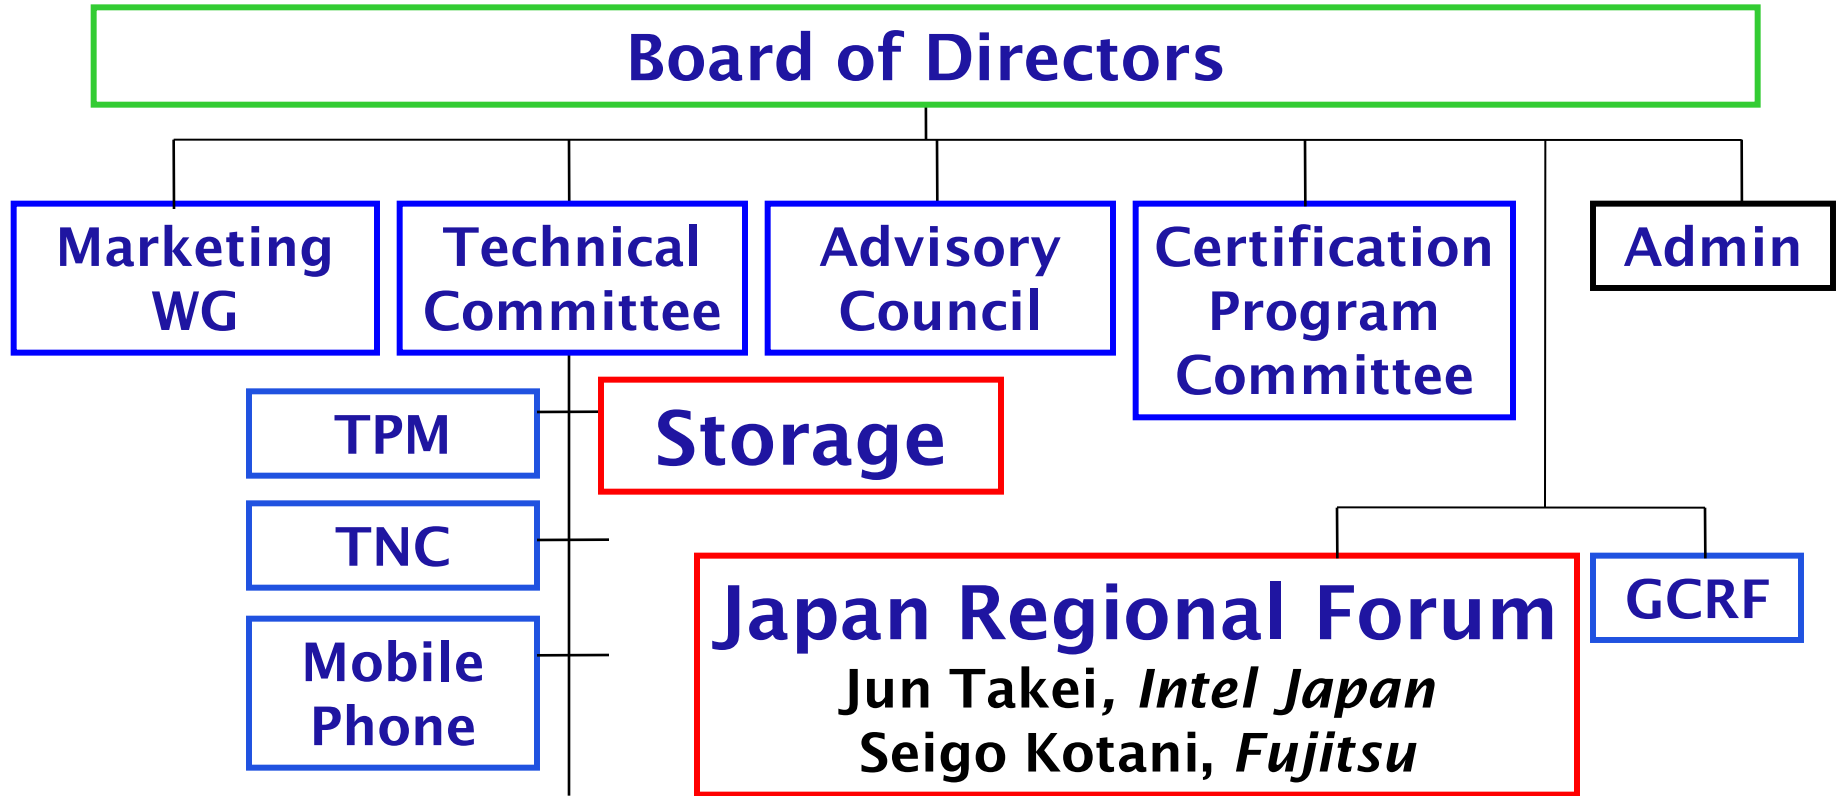 Board of Directors
Marketing
WG
Technical
Committee
Advisory
Council
Certification
Program
Committee
Admin
TPM
Storage
TNC
Mobile
Phone
Japan Regional Forum
Jun Takei, Intel Japan
Seigo Kotani, Fujitsu
GCRF